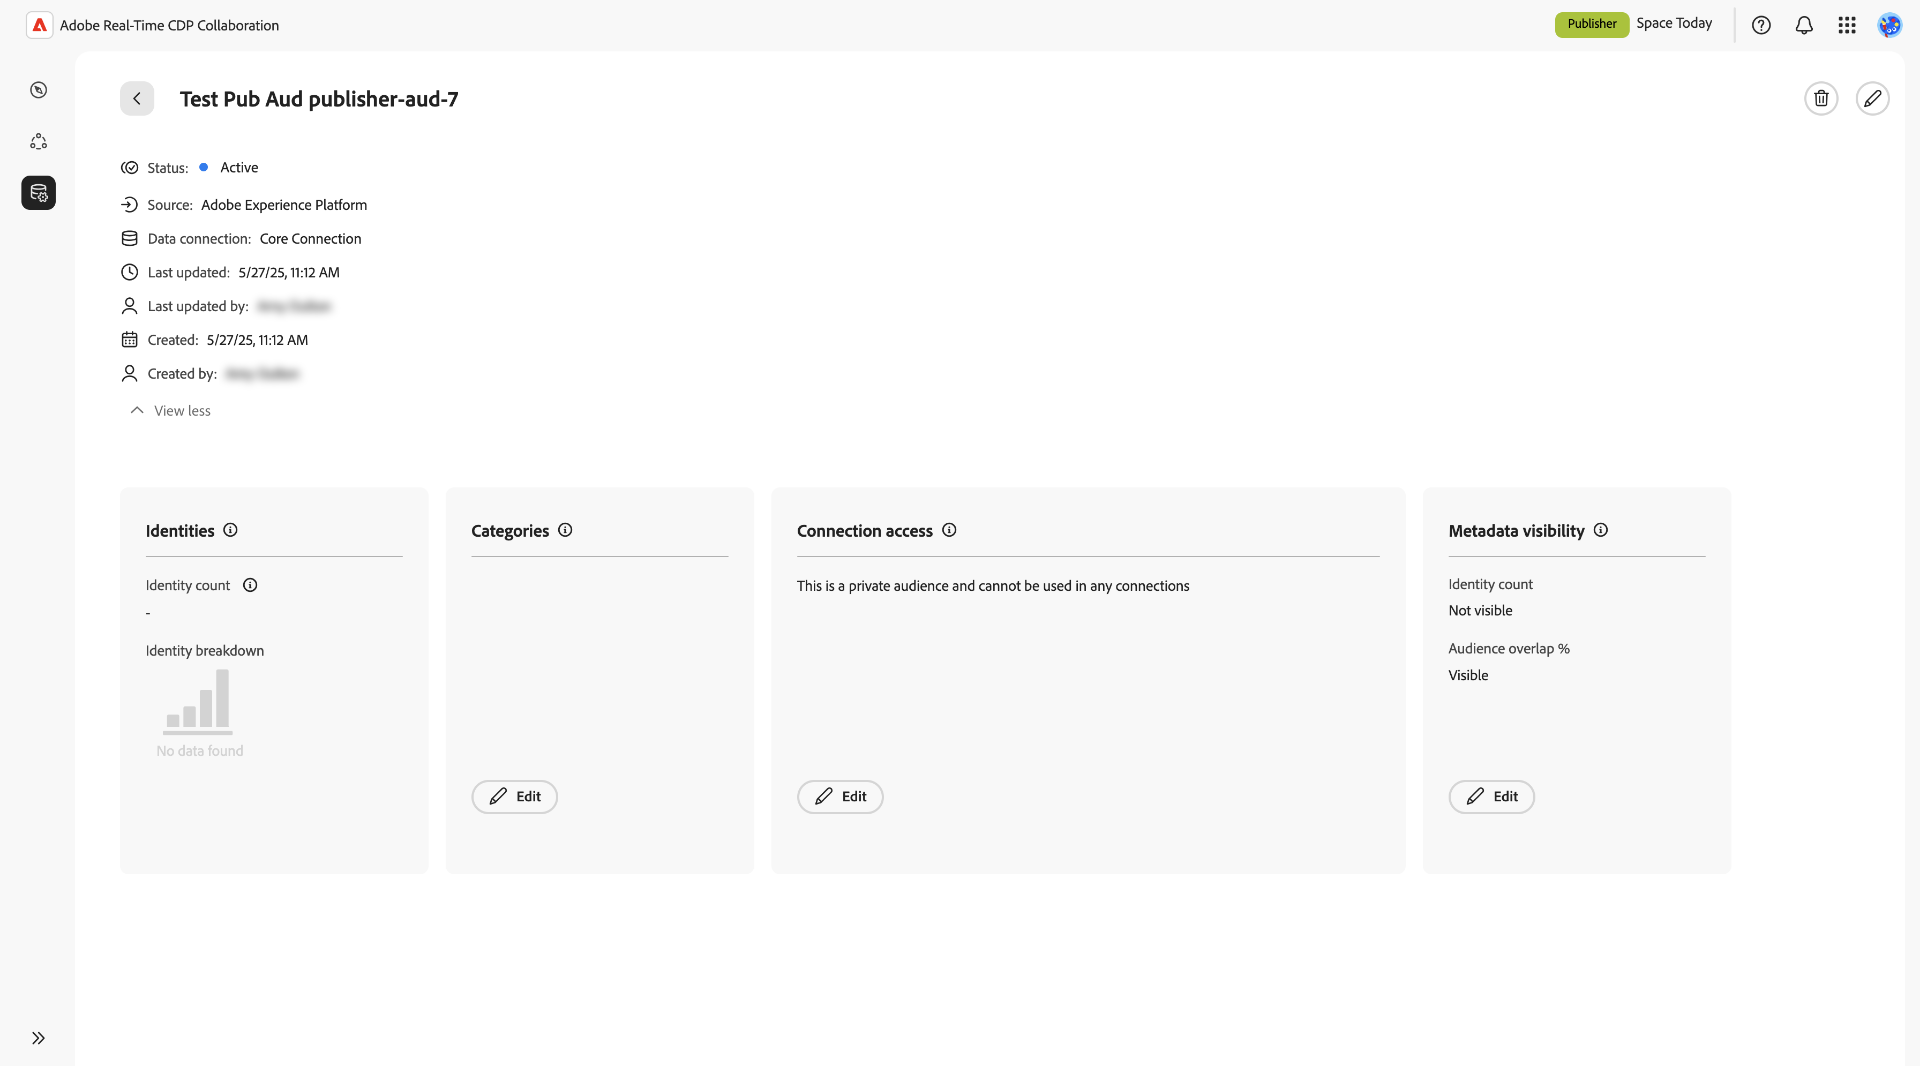 Adobe Real-Time CDP Collaboration
Publisher
Space Today
Test Pub Aud publisher-aud-7
Status: Active
Source: Adobe Experience Platform
Data connection: Core Connection
Last updated: 5/27/25, 11:12 AM
Last updated by:
Created: 5/27/25, 11:12 AM
Created by:
View less
Identities
Identity count
-
Identity breakdown
No data found
Categories
Edit
Connection access
This is a private audience and cannot be used in any connections
Edit
Metadata visibility
Identity count
Not visible
Audience overlap %
Visible
Edit